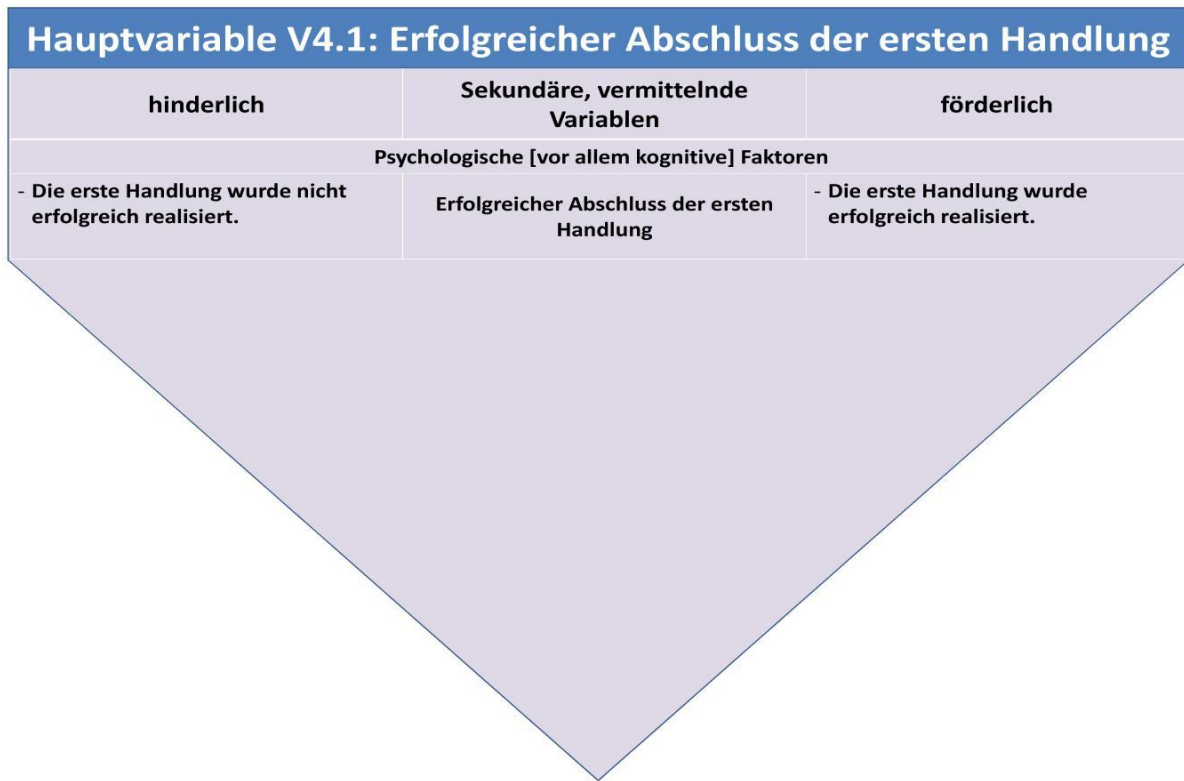 Hauptvariable V4.1: Erfolgreicher Abschluss der ersten Handlung
hinderlich
Sekundäre, vermittelnde
Variablen
förderlich
Psychologische [vor allem kognitive] Faktoren
- Die erste Handlung wurde nicht
erfolgreich realisiert.
Erfolgreicher Abschluss der ersten
Handlung
- Die erste Handlung wurde
erfolgreich realisiert.